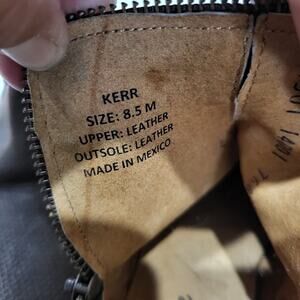 KERR
SIZE: 8.5 M
UPPER: LEATHER
OUTSOLE: LEATHER
MADE IN MEXICO